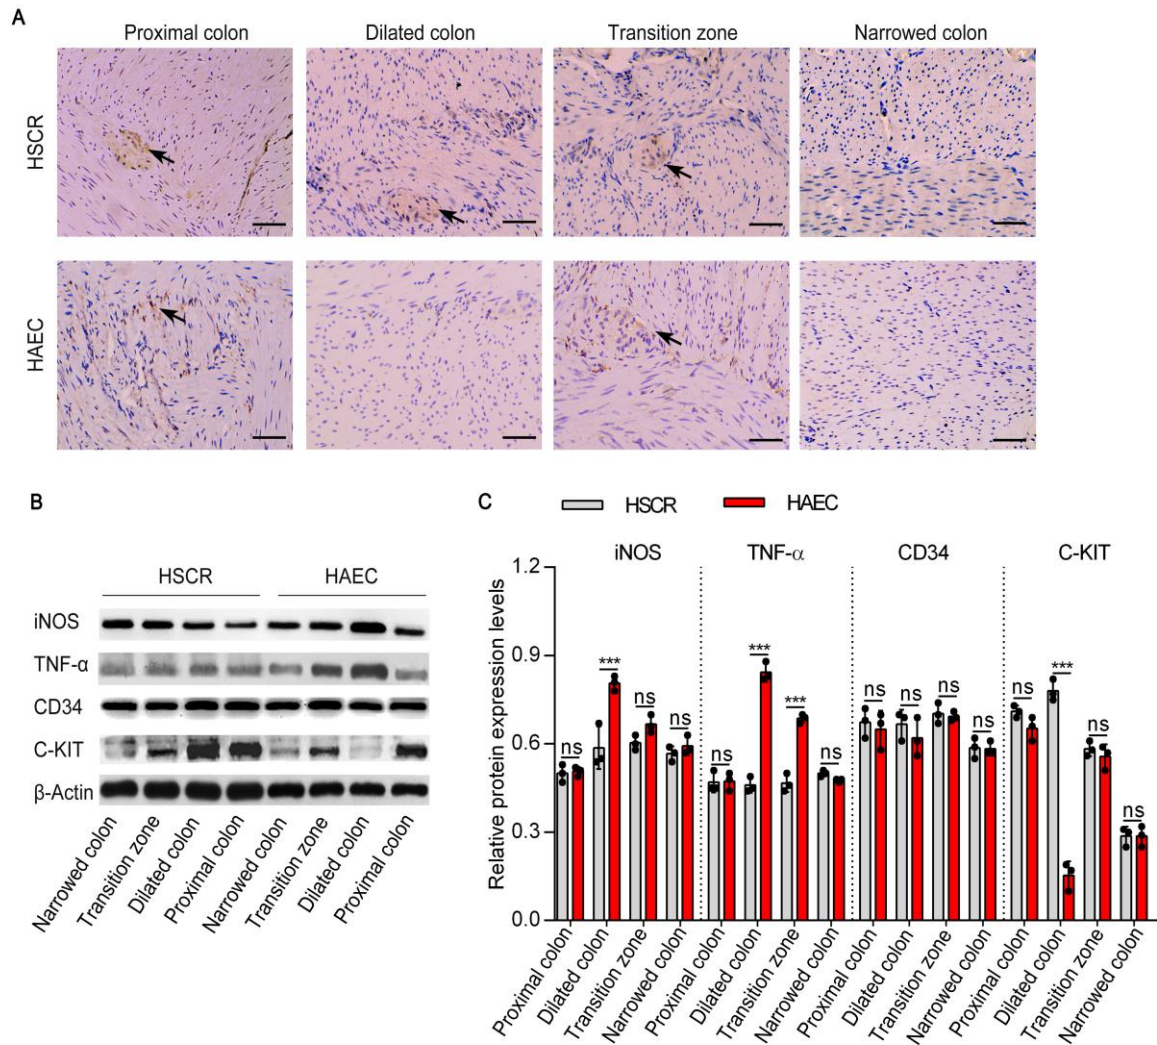 A
Proximal colon
Dilated colon
Transition zone
Narrowed colon
HSCR
HAEC
B
HSCR
HAEC
iNOS
TNF-α
CD34
C-KIT
β-Actin
Narrowed colon
Transition zone
Dilated colon
Proximal colon
Narrowed colon
Transition zone
Dilated colon
Proximal colon
C
HSCR
HAEC
iNOS
TNF-α
CD34
C-KIT
Relative protein expression levels
1.2
0.9
0.6
0.3
0.0
ns
***
ns
ns
ns
***
***
ns
ns
ns
ns
ns
ns
***
ns
ns
Proximal colon
Dilated colon
Transition zone
Narrowed colon
Proximal colon
Dilated colon
Transition zone
Narrowed colon
Proximal colon
Dilated colon
Transition zone
Narrowed colon
Proximal colon
Dilated colon
Transition zone
Narrowed colon